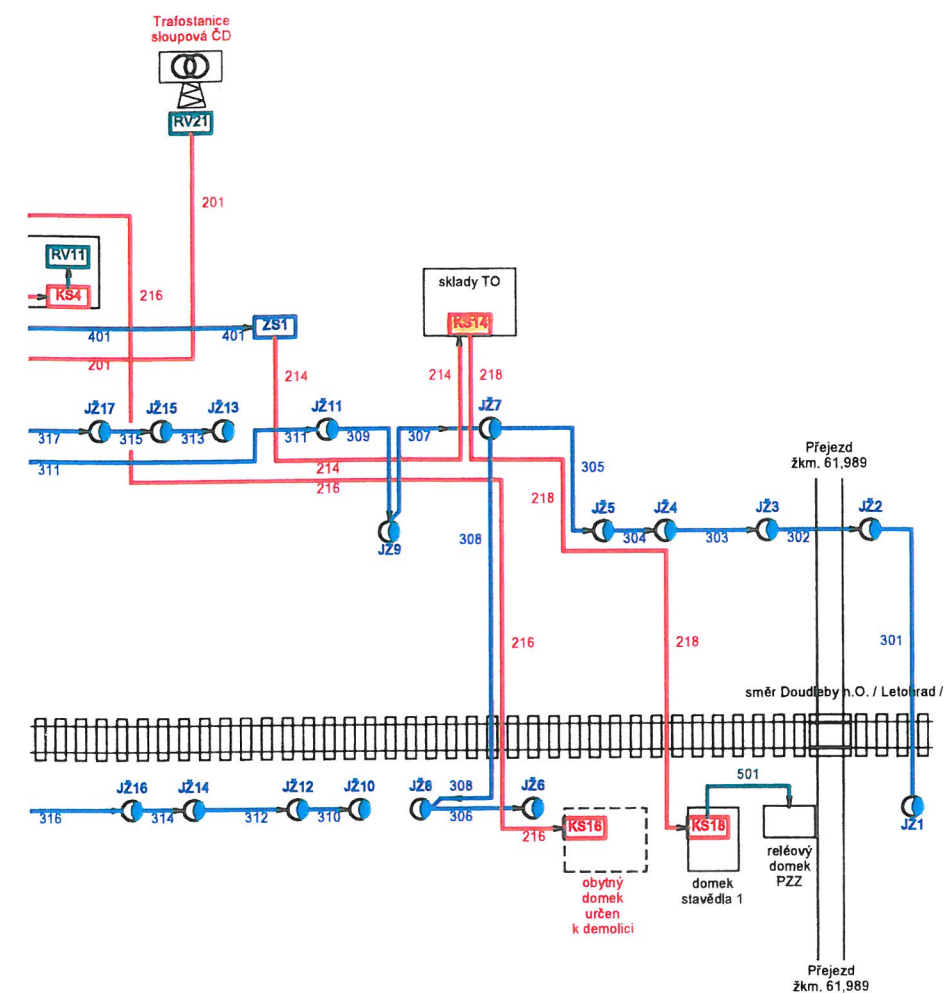 Trafostanice
sloupová ČD
RV21
201
RV11
KS4
216
sklady TO
KS14
401
401
ZS1
201
214
214
218
JŽ17
JŽ15
JŽ13
JŽ11
JŽ7
317
315
313
311
309
307
311
214
216
305
Přejezd
žkm. 61,989
218
JŽ5
JŽ4
JŽ3
JŽ2
304
303
302
JŽ9
308
216
218
301
směr Doudleby n.O. / Letohrad /
JŽ16
JŽ14
JŽ12
JŽ10
JŽ8
308
JŽ6
501
316
314
312
310
306
216
KS16
KS15
JŽ1
obytný
domek
určen
k demolici
domek
stavědla 1
reléový
domek
PZZ
Přejezd
žkm. 61,989